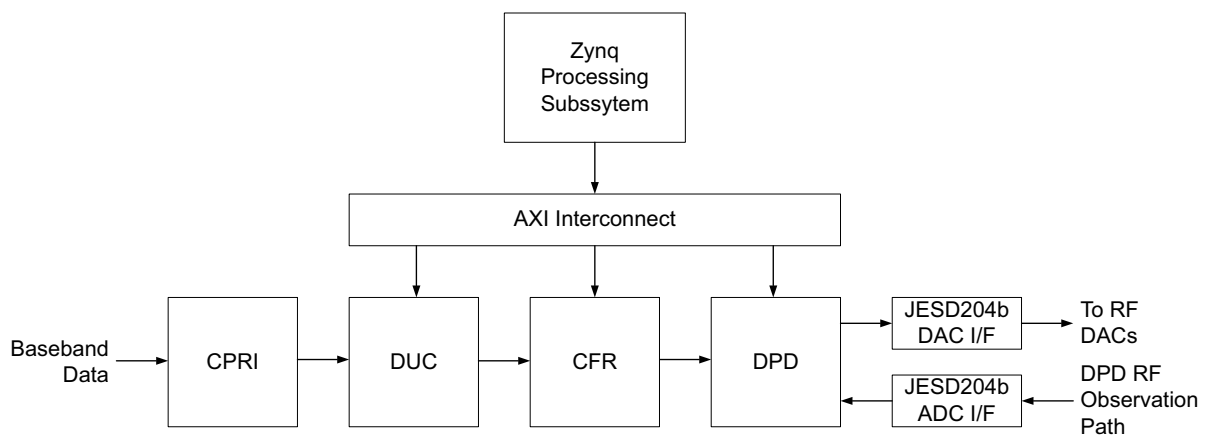 Zynq
Processing
Subssytem
AXI Interconnect
Baseband
Data
CPRI
DUC
CFR
DPD
JESD204b
DAC I/F
To RF
DACs
JESD204b
ADC I/F
DPD RF
Observation
Path